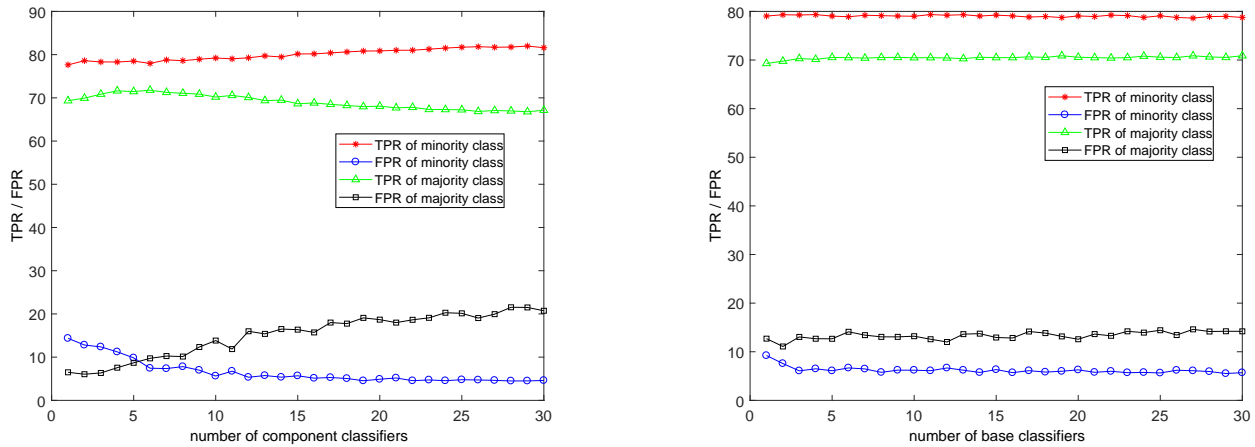 90
80
70
60
50
40
30
20
10
0
TPR / FPR
TPR of minority class
FPR of minority class
TPR of majority class
FPR of majority class
0 5 10 15 20 25 30
number of component classifiers
80
70
60
50
40
30
20
10
0
TPR / FPR
TPR of minority class
FPR of minority class
TPR of majority class
FPR of majority class
0 5 10 15 20 25 30
number of base classifiers